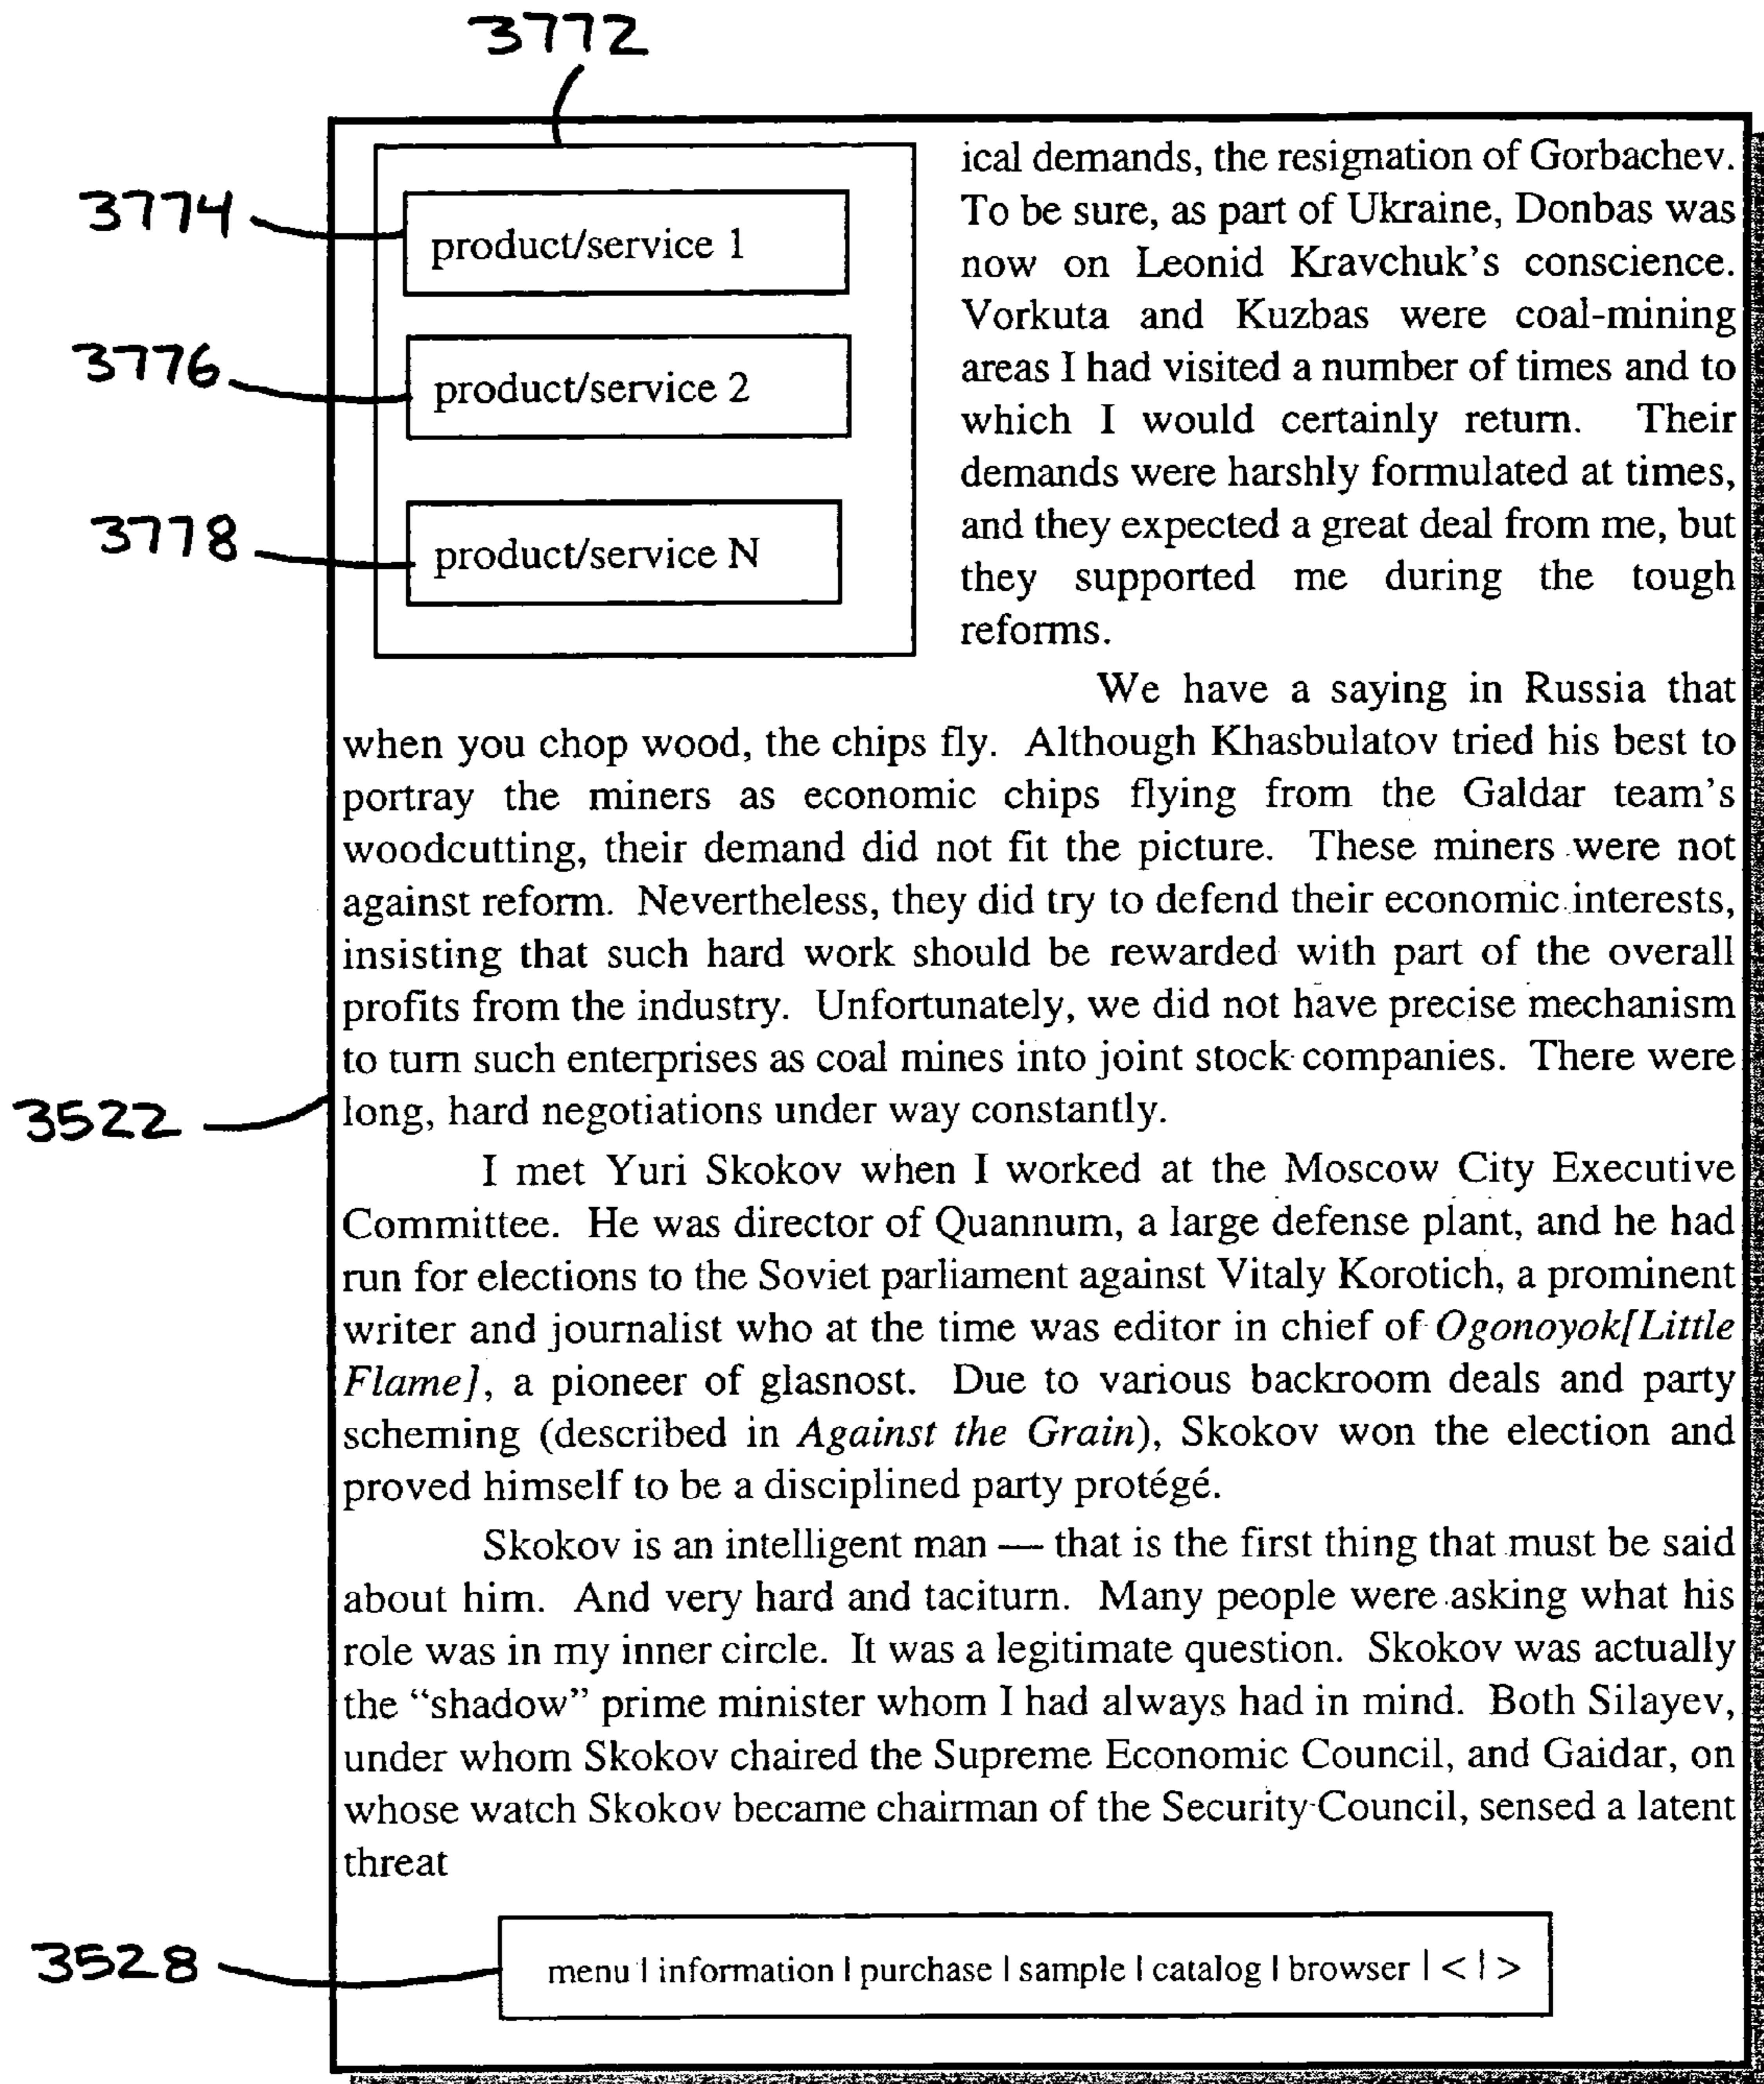 3772
3774
product/service 1
3776
product/service 2
3778
product/service N
ical demands, the resignation of Gorbachev.
To be sure, as part of Ukraine, Donbas was
now on Leonid Kravchuk’s conscience.
Vorkuta and Kuzbas were coal-mining
areas I had visited a number of times and to
which I would certainly return. Their
demands were harshly formulated at times,
and they expected a great deal from me, but
they supported me during the tough
reforms.
We have a saying in Russia that
when you chop wood, the chips fly. Although Khasbulatov tried his best to
portray the miners as economic chips flying from the Galdar team’s
woodcutting, their demand did not fit the picture. These miners were not
against reform. Nevertheless, they did try to defend their economic interests,
insisting that such hard work should be rewarded with part of the overall
profits from the industry. Unfortunately, we did not have precise mechanism
to turn such enterprises as coal mines into joint stock companies. There were
3522
long, hard negotiations under way constantly.
I met Yuri Skokov when I worked at the Moscow City Executive
Committee. He was director of Quannum, a large defense plant, and he had
run for elections to the Soviet parliament against Vitaly Korotich, a prominent
writer and journalist who at the time was editor in chief of Ogonoyok[Little
Flame], a pioneer of glasnost. Due to various backroom deals and party
scheming (described in Against the Grain), Skokov won the election and
proved himself to be a disciplined party protégé.
Skokov is an intelligent man — that is the first thing that must be said
about him. And very hard and taciturn. Many people were asking what his
role was in my inner circle. It was a legitimate question. Skokov was actually
the “shadow” prime minister whom I had always had in mind. Both Silayev,
under whom Skokov chaired the Supreme Economic Council, and Gaidar, on
whose watch Skokov became chairman of the Security Council, sensed a latent
threat
3528
menu | information | purchase | sample | catalog | browser | < | >